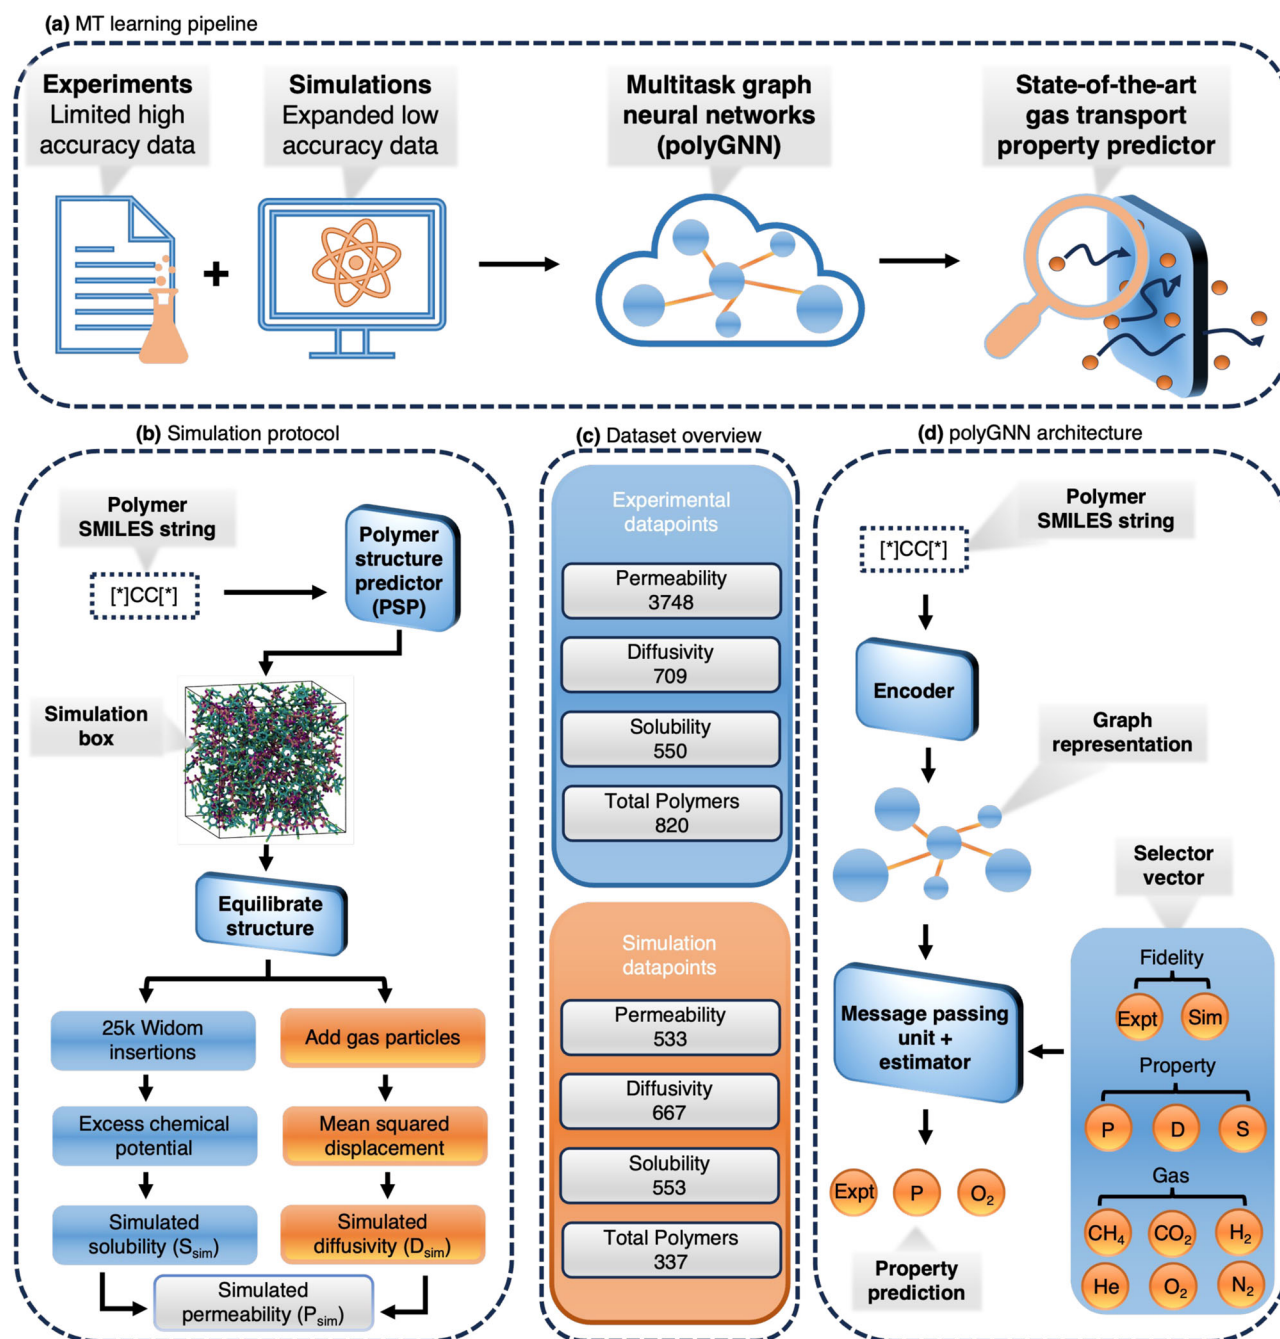 (a) MT learning pipeline
Experiments
Limited high
accuracy data
Simulations
Expanded low
accuracy data
Multitask graph
neural networks
(polyGNN)
State-of-the-art
gas transport
property predictor
+
(b) Simulation protocol
Polymer
SMILES string
[*]CC[*]
Polymer
structure
predictor
(PSP)
Simulation
box
Equilibrate
structure
25k Widom
insertions
Excess chemical
potential
Simulated
solubility (Ssim)
Add gas particles
Mean squared
displacement
Simulated
diffusivity (Dsim)
Simulated
permeability (Psim)
(c) Dataset overview
Experimental
datapoints
Permeability
3748
Diffusivity
709
Solubility
550
Total Polymers
820
Simulation
datapoints
Permeability
533
Diffusivity
667
Solubility
553
Total Polymers
337
(d) polyGNN architecture
Polymer
SMILES string
[*]CC[*]
Encoder
Graph
representation
Selector
vector
Message passing
unit +
estimator
Fidelity
Expt Sim
Property
P D S
Gas
CH4 CO2 H2
He O2 N2
Expt P O2
Property
prediction